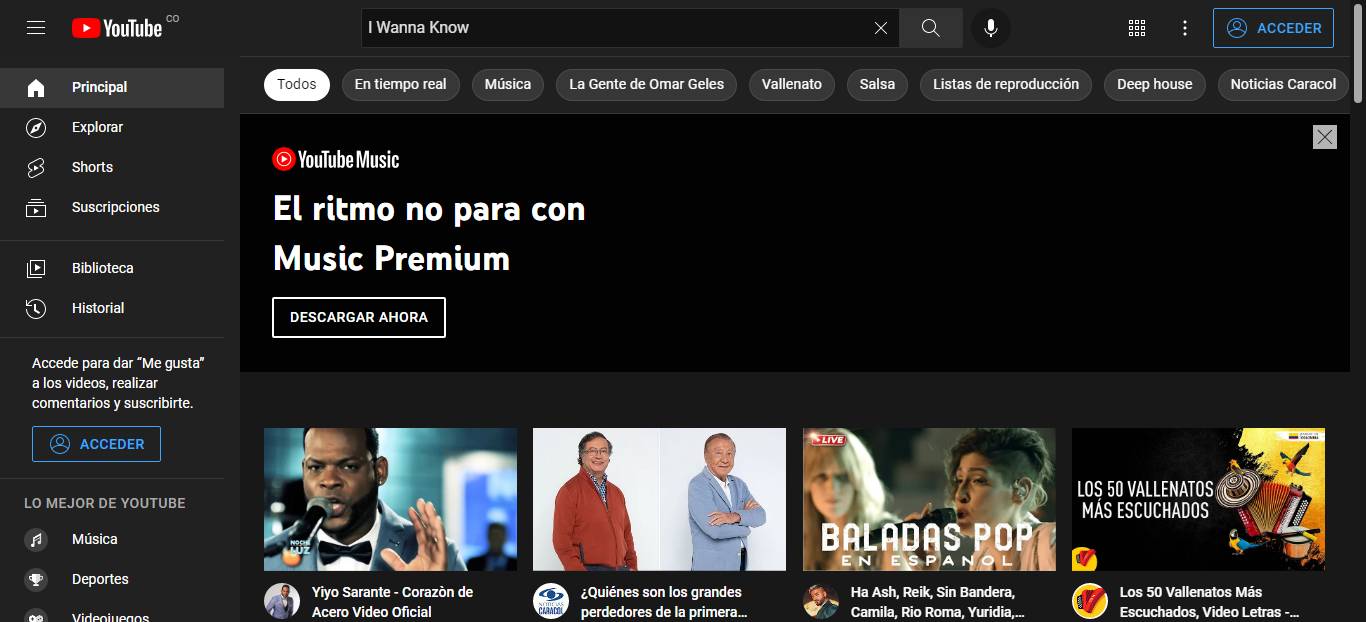 YouTube CO
I Wanna Know
ACCEDER
Principal
Explorar
Shorts
Suscripciones
Biblioteca
Historial
Accede para dar “Me gusta”
a los videos, realizar
comentarios y suscribirte.
ACCEDER
LO MEJOR DE YOUTUBE
Música
Deportes
Videojuegos
Todos
En tiempo real
Música
La Gente de Omar Geles
Vallenato
Salsa
Listas de reproducción
Deep house
Noticias Caracol
YouTube Music
El ritmo no para con
Music Premium
DESCARGAR AHORA
NOCHE
LUZ
Yiyo Sarante - Corazòn de
Acero Video Oficial
NOTICIAS
CARACOL
¿Quiénes son los grandes
perdedores de la primera...
LIVE
BALADAS POP
EN ESPAÑOL
Ha Ash, Reik, Sin Bandera,
Camila, Rio Roma, Yuridia,...
COLOMBIA
LOS 50 VALLENATOS
MÁS ESCUCHADOS
Los 50 Vallenatos Más
Escuchados, Video Letras -...